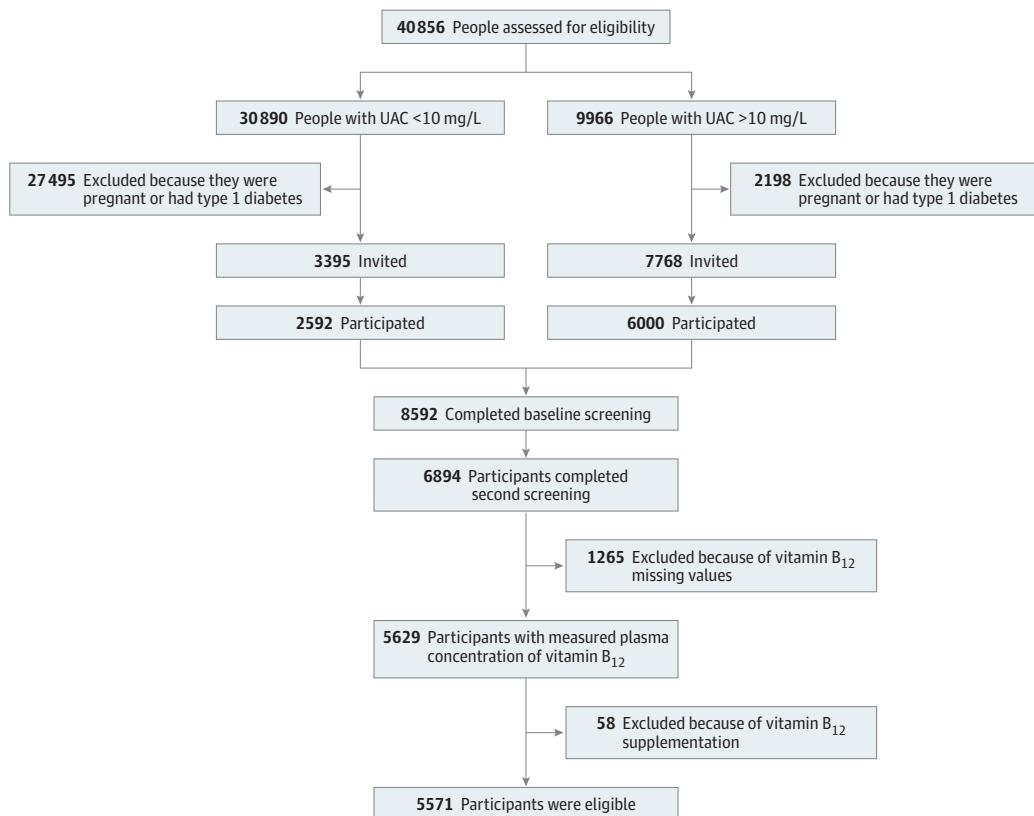 40856 People assessed for eligibility
30890 People with UAC <10 mg/L
9966 People with UAC >10 mg/L
27495 Excluded because they were
pregnant or had type 1 diabetes
2198 Excluded because they were
pregnant or had type 1 diabetes
3395 Invited
7768 Invited
2592 Participated
6000 Participated
8592 Completed baseline screening
6894 Participants completed
second screening
1265 Excluded because of vitamin B12
missing values
5629 Participants with measured plasma
concentration of vitamin B12
58 Excluded because of vitamin B12
supplementation
5571 Participants were eligible